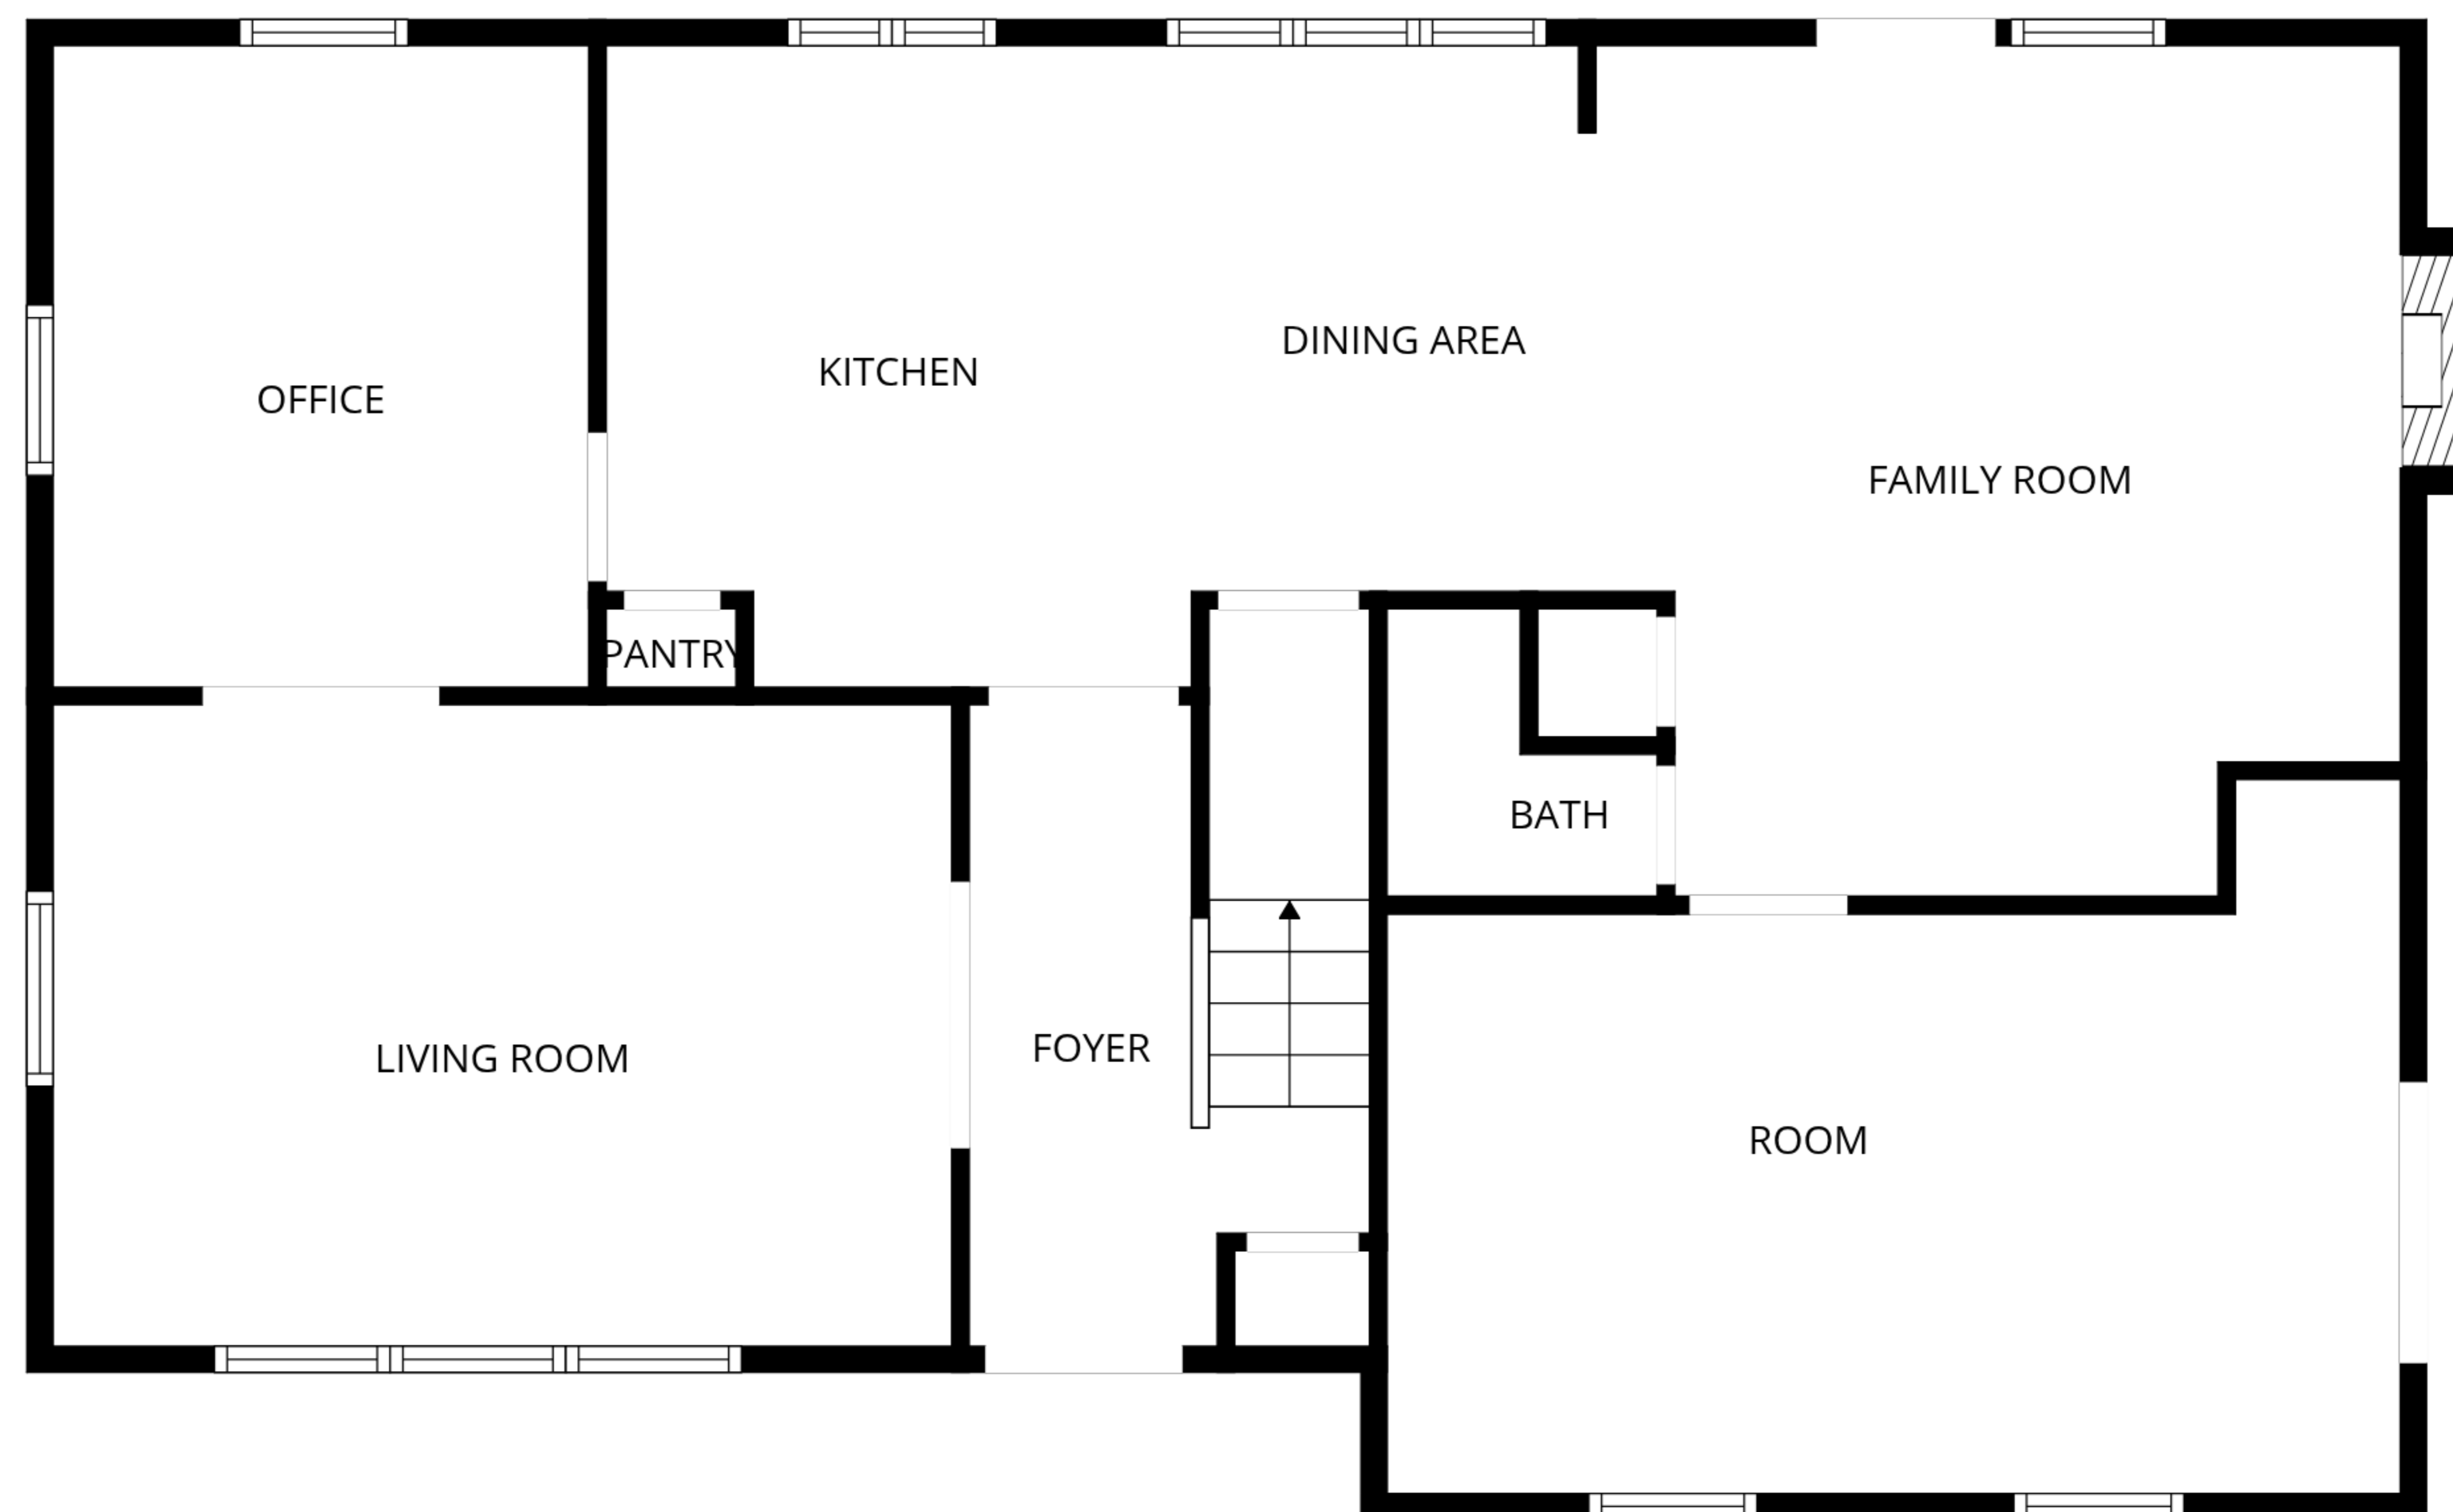 DINING AREA
KITCHEN
OFFICE
FAMILY ROOM
PANTRY
BATH
FOYER
LIVING ROOM
ROOM